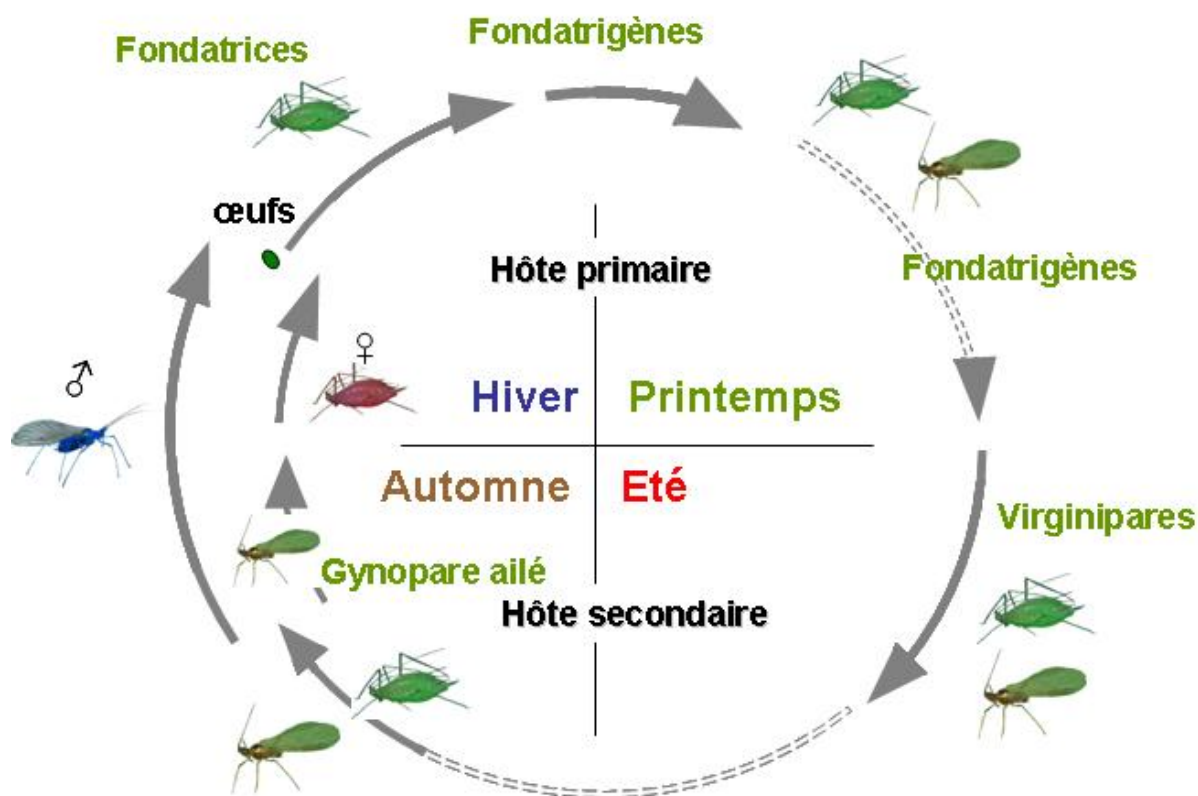 Fondatrices
Fondatrigènes
œufs
Hôte primaire
Fondatrigènes
♂
♀
Hiver
Printemps
Automne
Eté
Virginipares
Gynopare ailé
Hôte secondaire